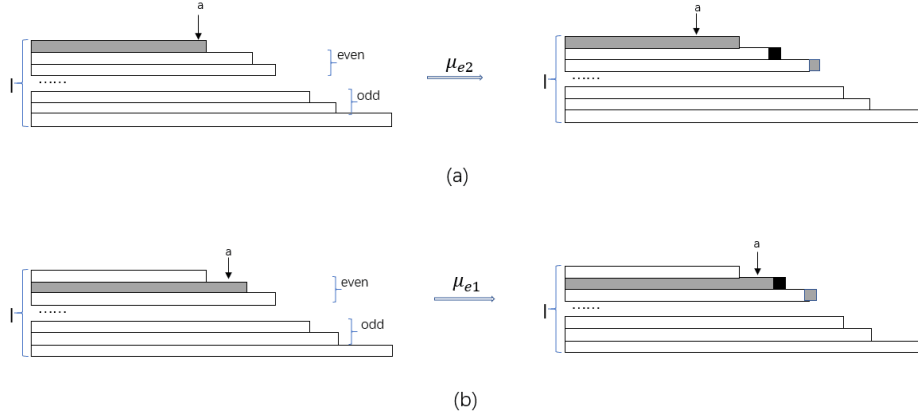 a
a
even
l
......
odd
μe2
l
......
(a)
a
a
even
l
......
odd
μe1
l
......
(b)